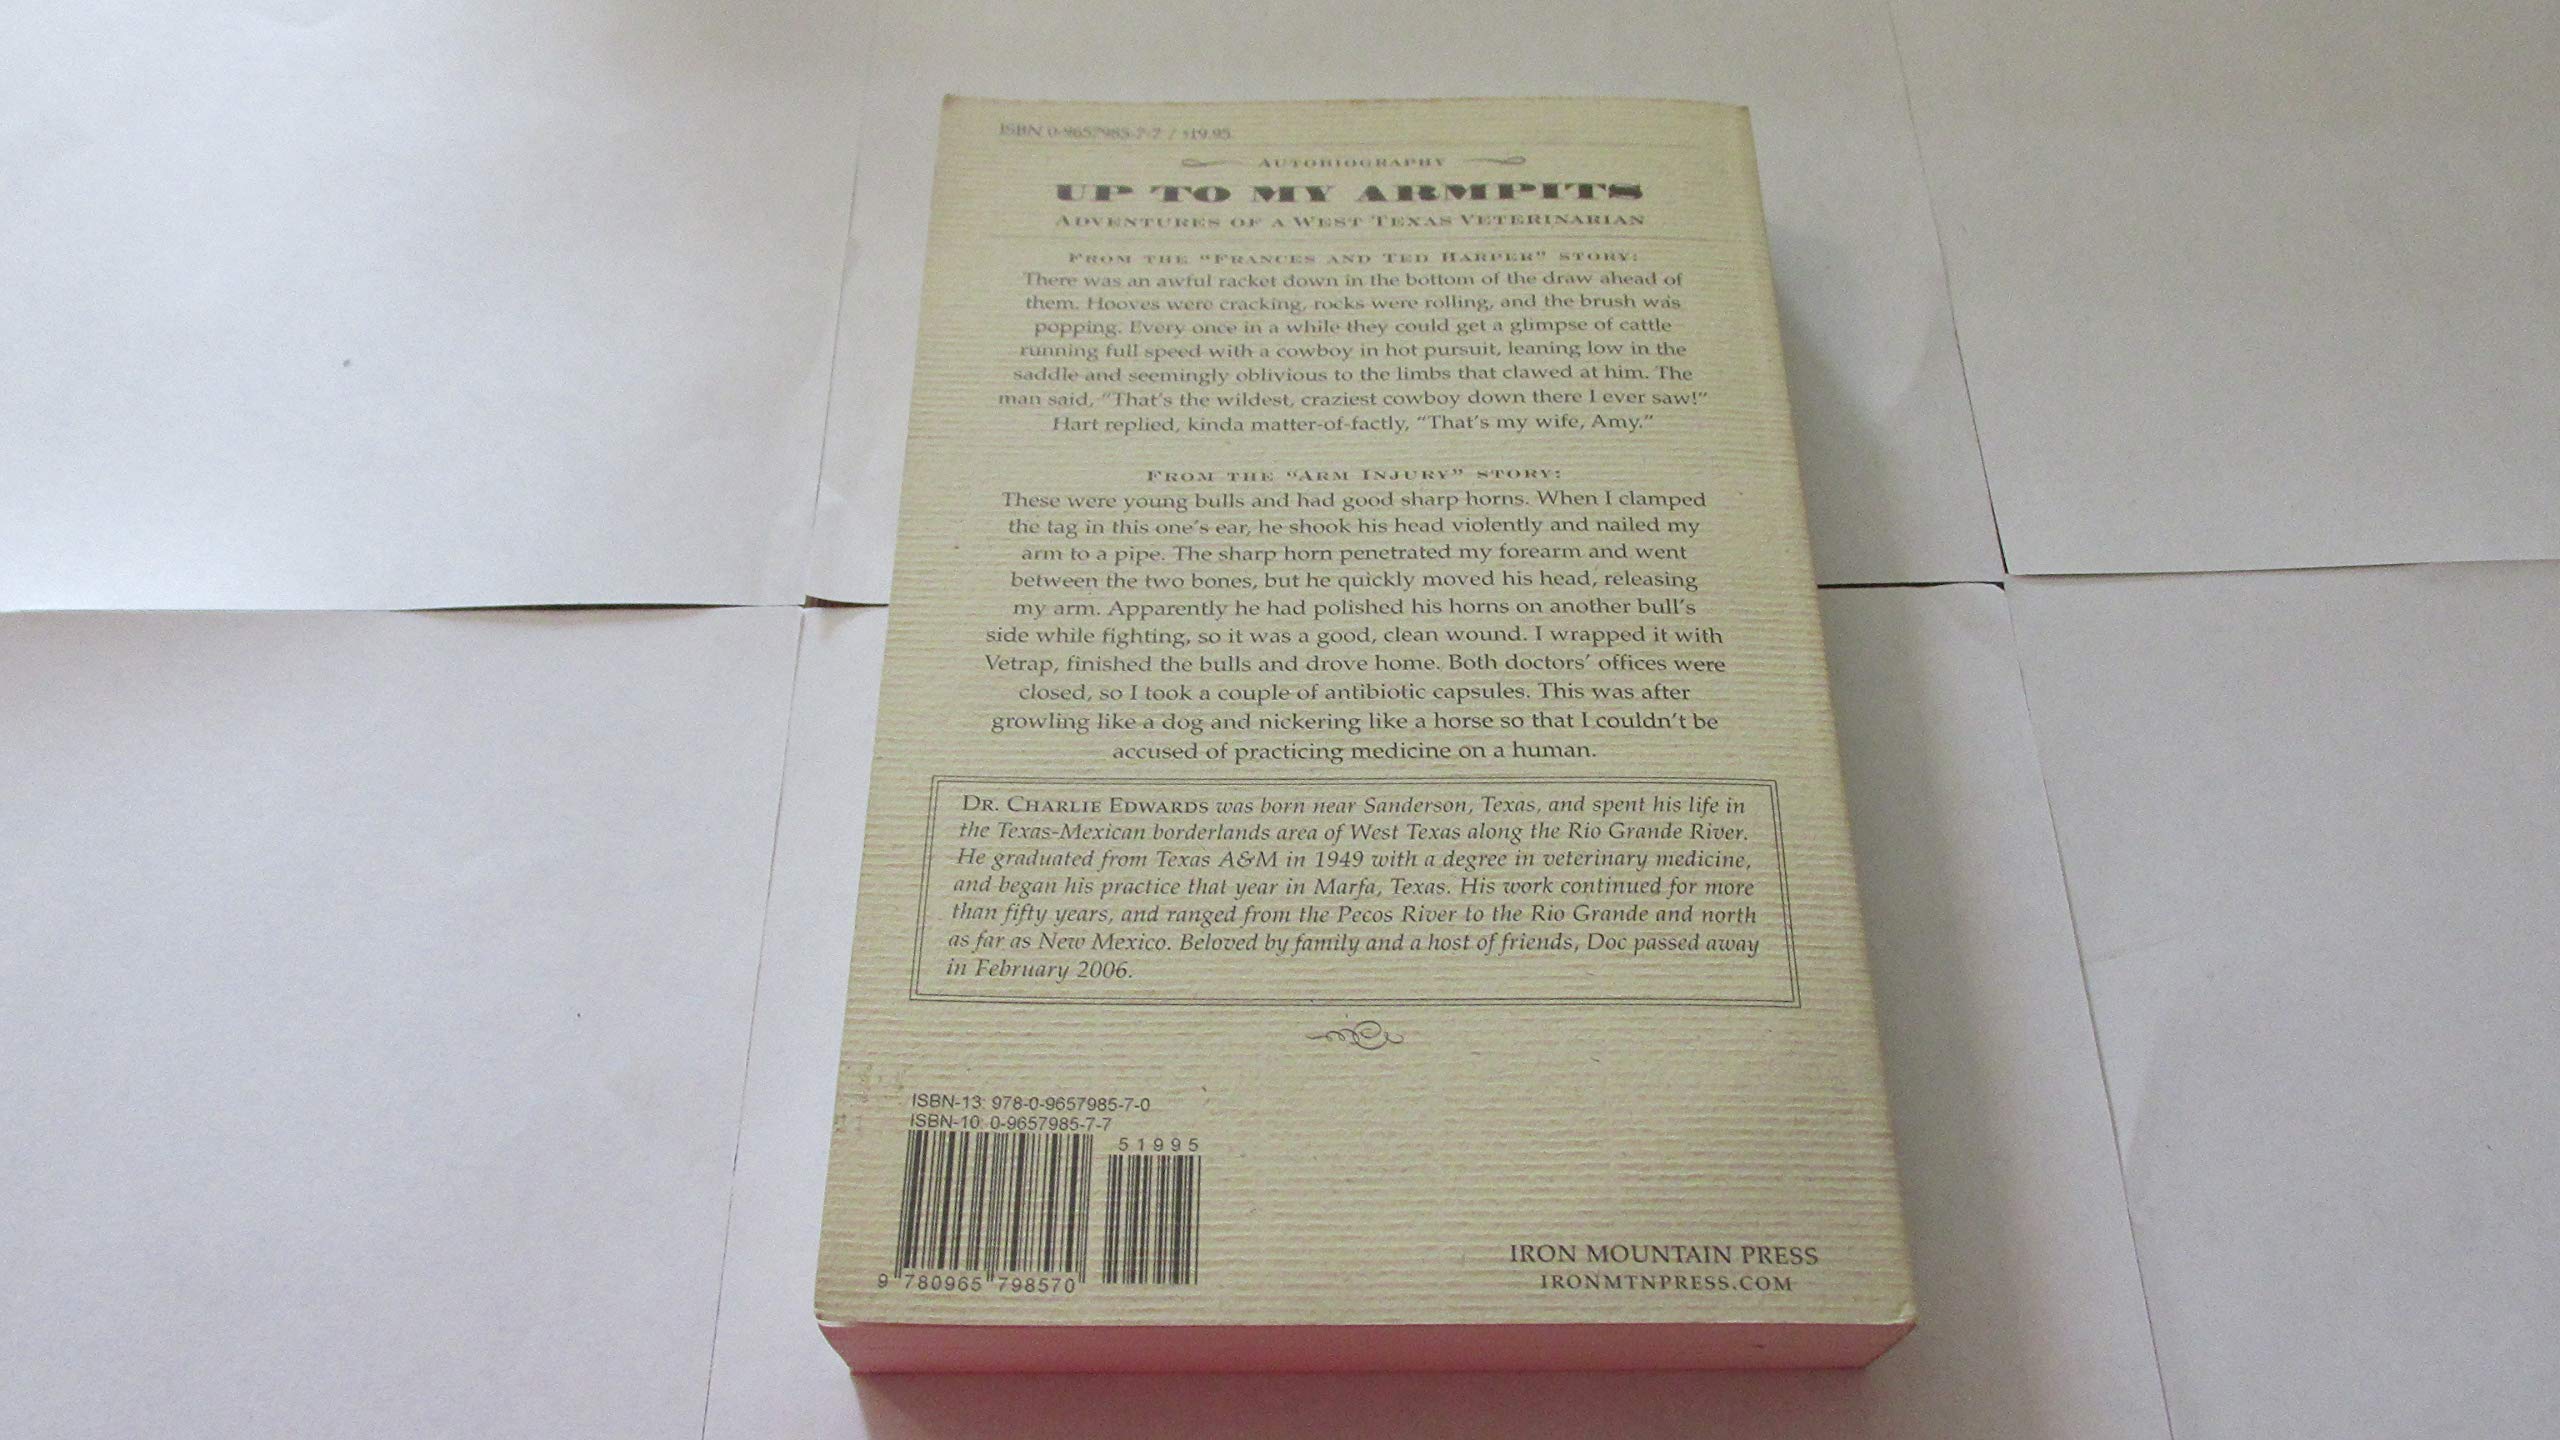 ISBN 0-9657985-7-7 / $19.95
AUTOBIOGRAPHY
UP TO MY ARMPITS
ADVENTURES OF A WEST TEXAS VETERINARIAN
FROM THE “FRANCES AND TED HARPER” STORY:
There was an awful racket down in the bottom of the draw ahead of
them. Hooves were cracking, rocks were rolling, and the brush was
popping. Every once in a while they could get a glimpse of cattle
running full speed with a cowboy in hot pursuit, leaning low in the
saddle and seemingly oblivious to the limbs that clawed at him. The
man said, “That’s the wildest, craziest cowboy down there I ever saw!”
Hart replied, kinda matter-of-factly, “That’s my wife, Amy.”
FROM THE “ARM INJURY” STORY:
These were young bulls and had good sharp horns. When I clamped
the tag in this one’s ear, he shook his head violently and nailed my
arm to a pipe. The sharp horn penetrated my forearm and went
between the two bones, but he quickly moved his head, releasing
my arm. Apparently he had polished his horns on another bull’s
side while fighting, so it was a good, clean wound. I wrapped it with
Vetrap, finished the bulls and drove home. Both doctors’ offices were
closed, so I took a couple of antibiotic capsules. This was after
growling like a dog and nickering like a horse so that I couldn’t be
accused of practicing medicine on a human.
DR. CHARLIE EDWARDS was born near Sanderson, Texas, and spent his life in
the Texas-Mexican borderlands area of West Texas along the Rio Grande River.
He graduated from Texas A&M in 1949 with a degree in veterinary medicine,
and began his practice that year in Marfa, Texas. His work continued for more
than fifty years, and ranged from the Pecos River to the Rio Grande and north
as far as New Mexico. Beloved by family and a host of friends, Doc passed away
in February 2006.
ISBN-13: 978-0-9657985-7-0
ISBN-10: 0-9657985-7-7
51995
9 780965 798570
IRON MOUNTAIN PRESS
IRONMTNPRESS.COM